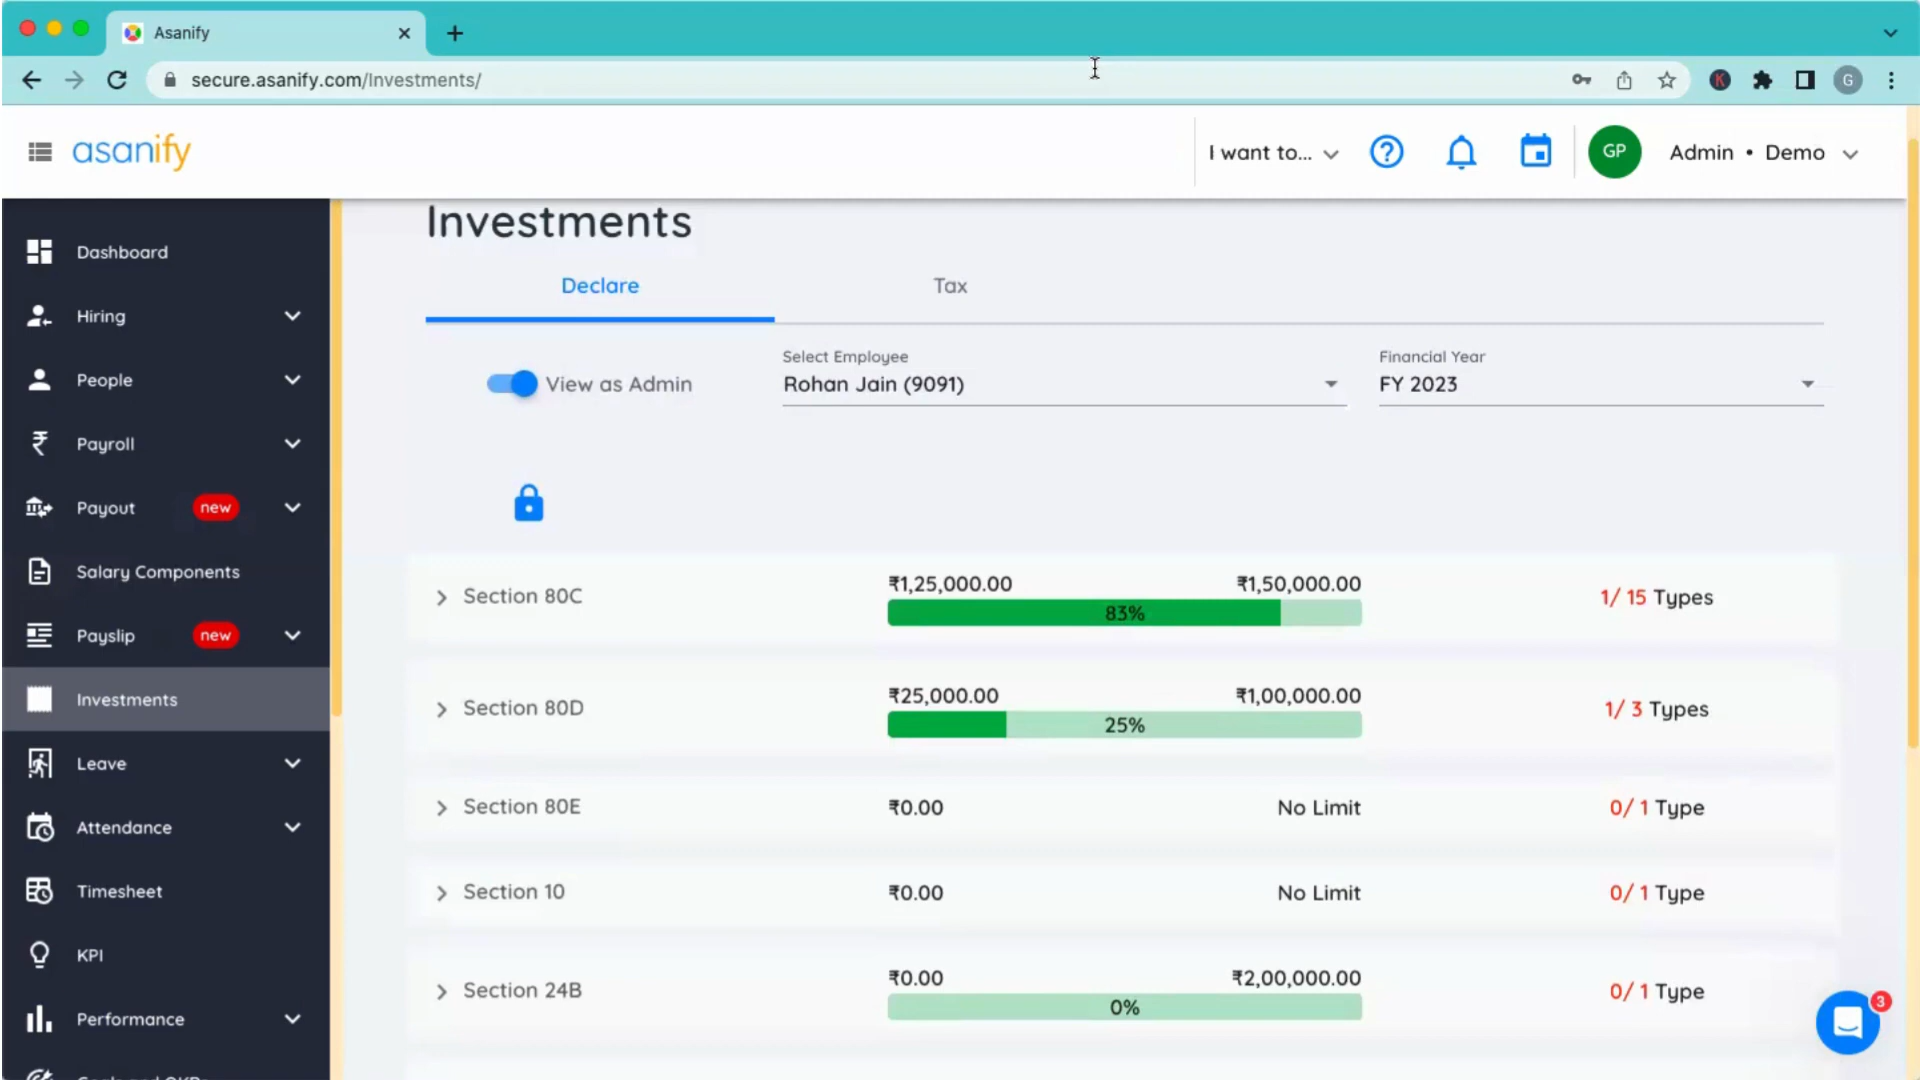 Asanify
secure.asanify.com/Investments/
K
G
asanify
I want to...
GP
Admin • Demo
Dashboard
Hiring
People
Payroll
Payout new
Salary Components
Payslip new
Investments
Leave
Attendance
Timesheet
KPI
Performance
Investments
Declare Tax
View as Admin
Select Employee
Rohan Jain (9091)
Financial Year
FY 2023
Section 80C
₹1,25,000.00 ₹1,50,000.00
83%
1/ 15 Types
Section 80D
₹25,000.00 ₹1,00,000.00
25%
1/ 3 Types
Section 80E ₹0.00 No Limit 0/ 1 Type
Section 10 ₹0.00 No Limit 0/ 1 Type
Section 24B
₹0.00 ₹2,00,000.00
0%
0/ 1 Type
3